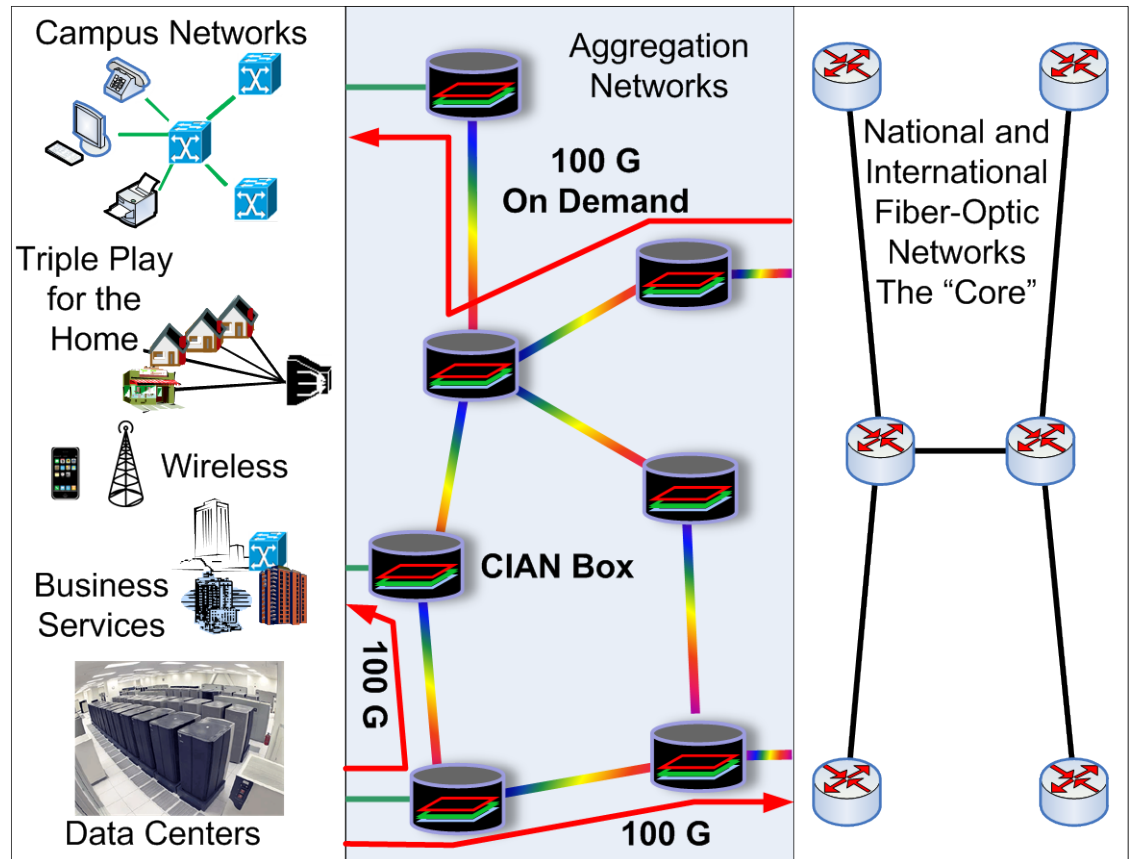 Campus Networks
Triple Play
for the
Home
Wireless
Business
Services
Data Centers
Aggregation
Networks
100 G
On Demand
CIAN Box
100 G
100 G
National and
International
Fiber-Optic
Networks
The “Core”